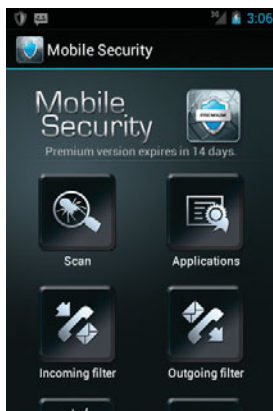 3G 3:06
Mobile Security
Mobile
Security
PREMIUM
Premium version expires in 14 days.
Scan
Applications
Incoming filter
Outgoing filter